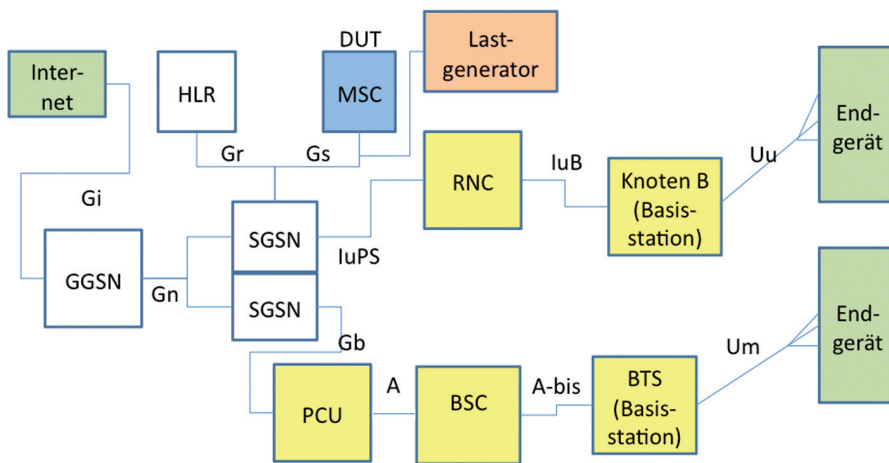 DUT
Inter-
net
HLR
MSC
Last-
generator
End-
gerät
Gr
Gs
RNC
IuB
Knoten B
(Basis-
station)
Uu
Gi
SGSN
IuPS
GGSN
Gn
SGSN
End-
gerät
Gb
PCU
A
BSC
A-bis
BTS
(Basis-
station)
Um